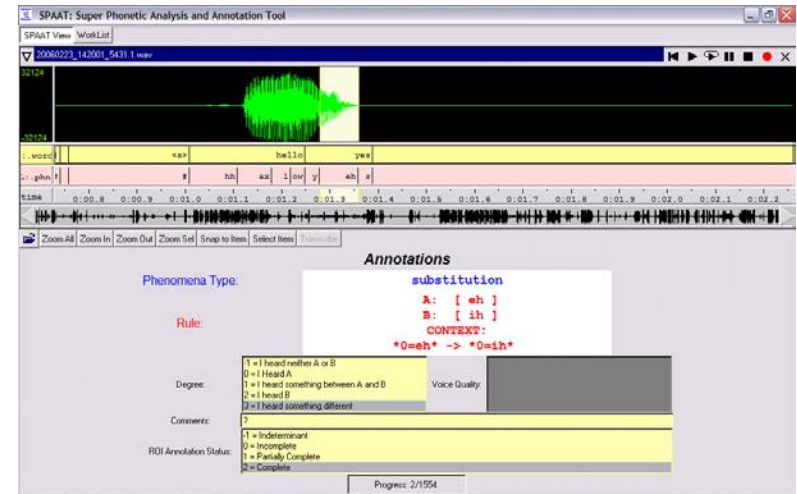 SPAAT: Super Phonetic Analysis and Annotation Tool
SPAAT View WorkList
20060223_142001_5431.1.wav
32124
-32124
:.word <s> hello yes
:.phn # hh ax l ow y eh s
time 0:00.8 0:00.9 0:01.0 0:01.1 0:01.2 0:01.3 0:01.4 0:01.5 0:01.6 0:01.7 0:01.8 0:01.9 0:02.0 0:02.1 0:02.2
Zoom All Zoom In Zoom Out Zoom Sel Snap to Item Select Item Transcribe
Annotations
Phenomena Type: substitution
Rule:
A: [ eh ]
B: [ ih ]
CONTEXT:
*0=eh* -> *0=ih*
Degree:
-1 = I heard neither A or B
0 = I Heard A
1 = I heard something between A and B
2 = I heard B
3 = I heard something different
Voice Quality:
Comments: ?
ROI Annotation Status:
-1 = Indeterminant
0 = Incomplete
1 = Partially Complete
2 = Complete
Progress: 2/1554